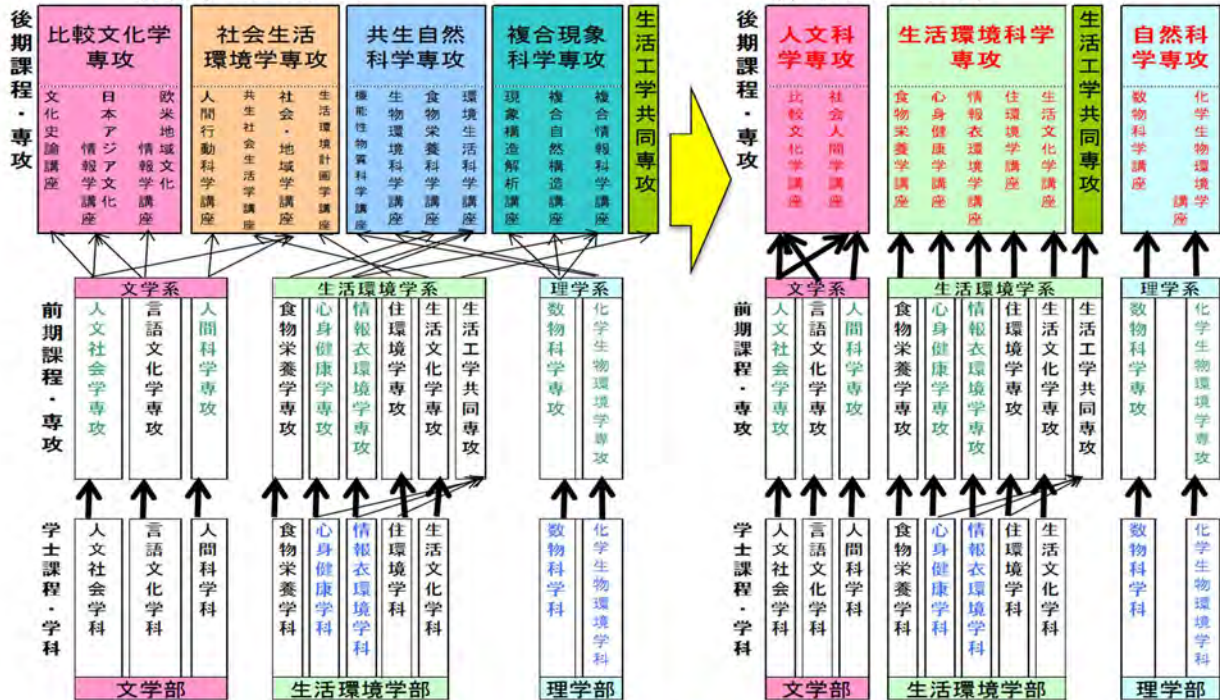 後期課程・専攻
比較文化学
専攻
文化史論講座
日本アジア文化
情報学講座
欧米地域文化
情報学講座
社会生活
環境学専攻
人間行動科学講座
共生社会生活学講座
社会・地域学講座
生活環境計画学講座
共生自然
科学専攻
機能性物質科学講座
生物環境科学講座
食物栄養科学講座
環境生活科学講座
複合現象
科学専攻
現象構造解析講座
複合自然構造講座
複合情報科学講座
生活工学共同専攻
前期課程・専攻
文学系
人文社会学専攻
言語文化学専攻
人間科学専攻
生活環境学系
食物栄養学専攻
心身健康学専攻
情報衣環境学専攻
住環境学専攻
生活文化学専攻
生活工学共同専攻
理学系
数物科学専攻
化学生物環境学専攻
学士課程・学科
人文社会学科
言語文化学科
人間科学科
文学部
食物栄養学科
心身健康学科
情報衣環境学科
住環境学科
生活文化学科
生活環境学部
数物科学科
化学生物環境学科
理学部
後期課程・専攻
人文科
学専攻
比較文化学講座
社会人間学講座
生活環境科学
専攻
食物栄養学講座
心身健康学講座
情報衣環境学講座
住環境学講座
生活文化学講座
生活工学共同専攻
自然科
学専攻
数物科学講座
化学生物環境学
講座
前期課程・専攻
文学系
人文社会学専攻
言語文化学専攻
人間科学専攻
生活環境学系
食物栄養学専攻
心身健康学専攻
情報衣環境学専攻
住環境学専攻
生活文化学専攻
生活工学共同専攻
理学系
数物科学専攻
化学生物環境学専攻
学士課程・学科
人文社会学科
言語文化学科
人間科学科
文学部
食物栄養学科
心身健康学科
情報衣環境学科
住環境学科
生活文化学科
生活環境学部
数物科学科
化学生物環境学科
理学部